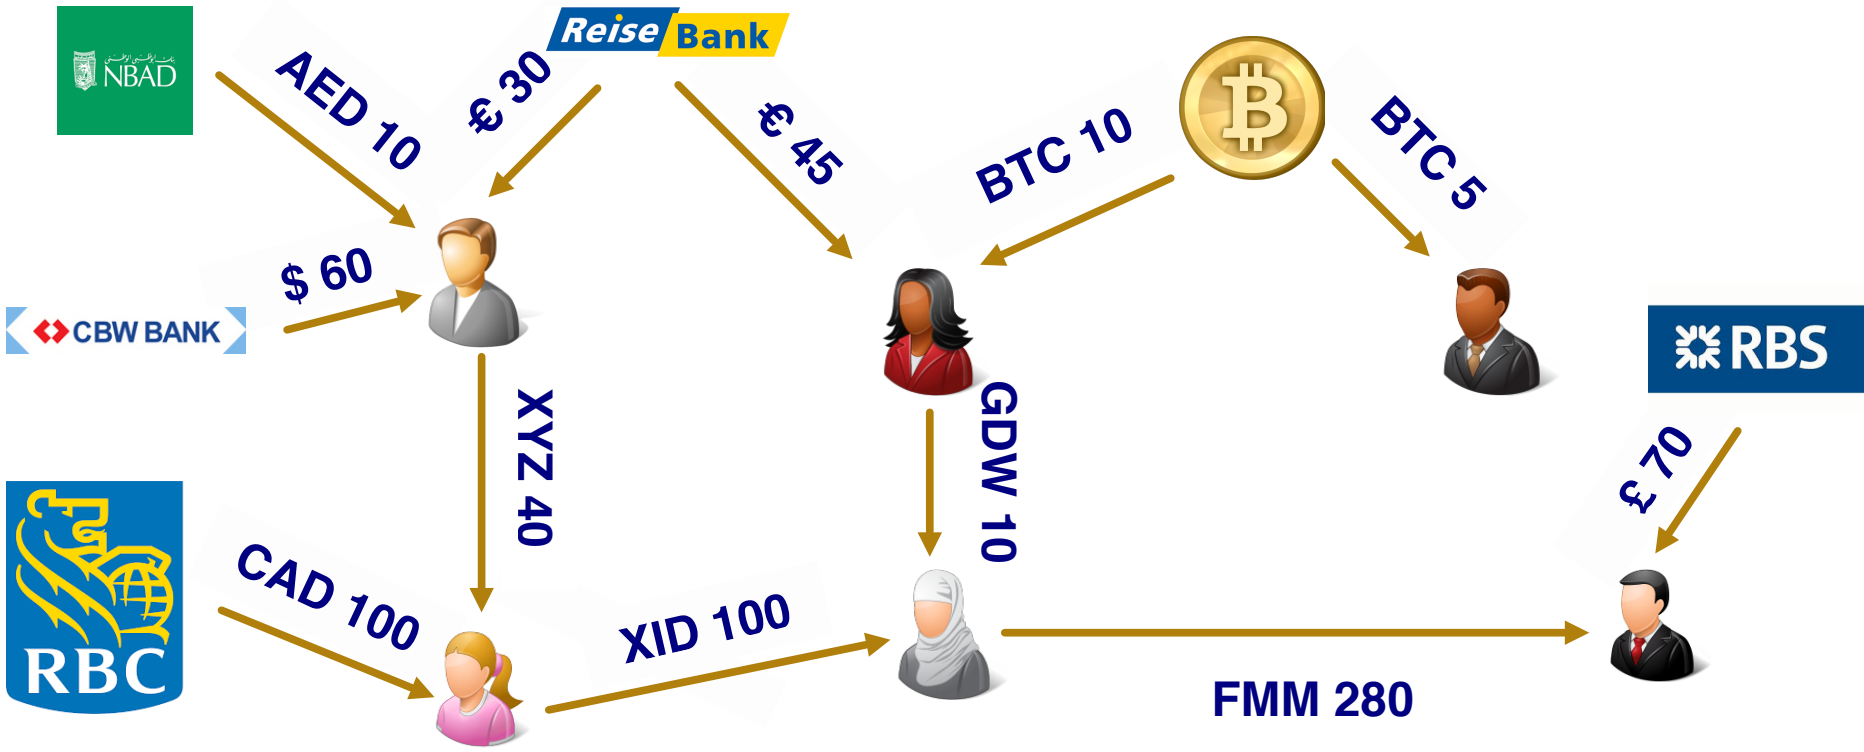 NBAD
AED 10
€ 30
Reise
Bank
€ 45
BTC 10
BTC 5
$ 60
CBW BANK
RBS
XYZ 40
GDW 10
£ 70
RBC
CAD 100
XID 100
FMM 280